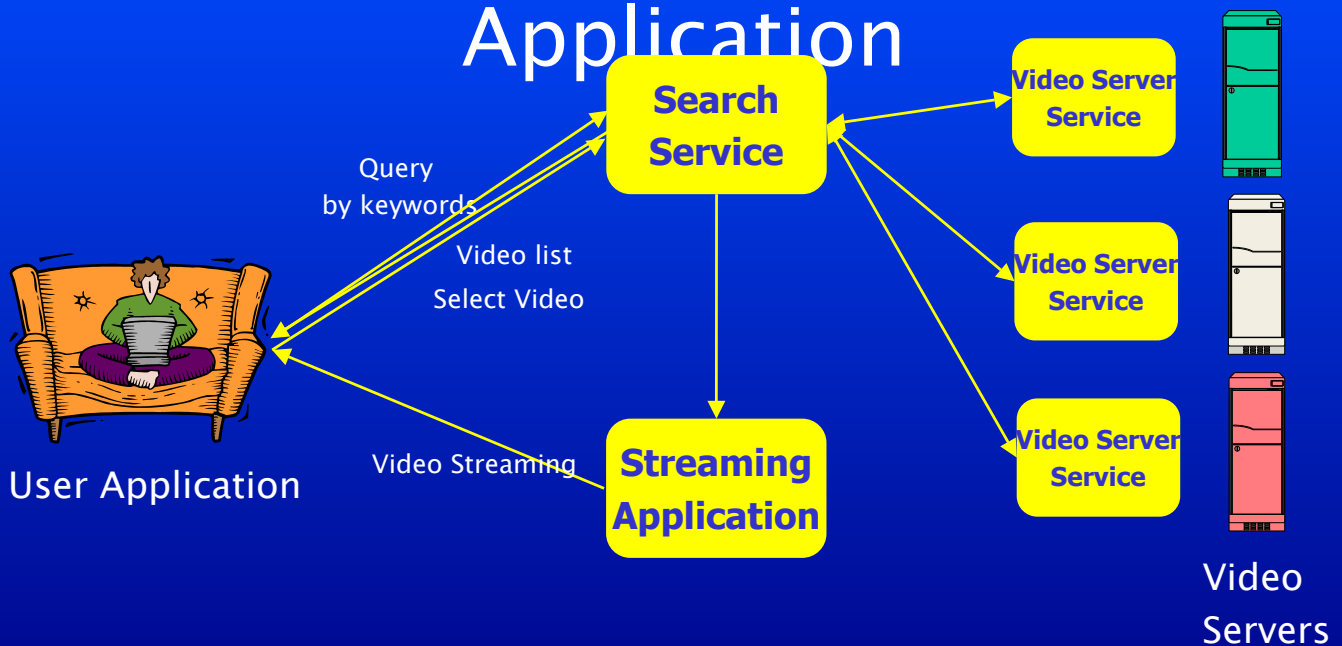 Application
Search
Service
Video Server
Service
Query
by keywords
Video list
Select Video
Video Server
Service
User Application
Video Streaming
Streaming
Application
Video Server
Service
Video
Servers